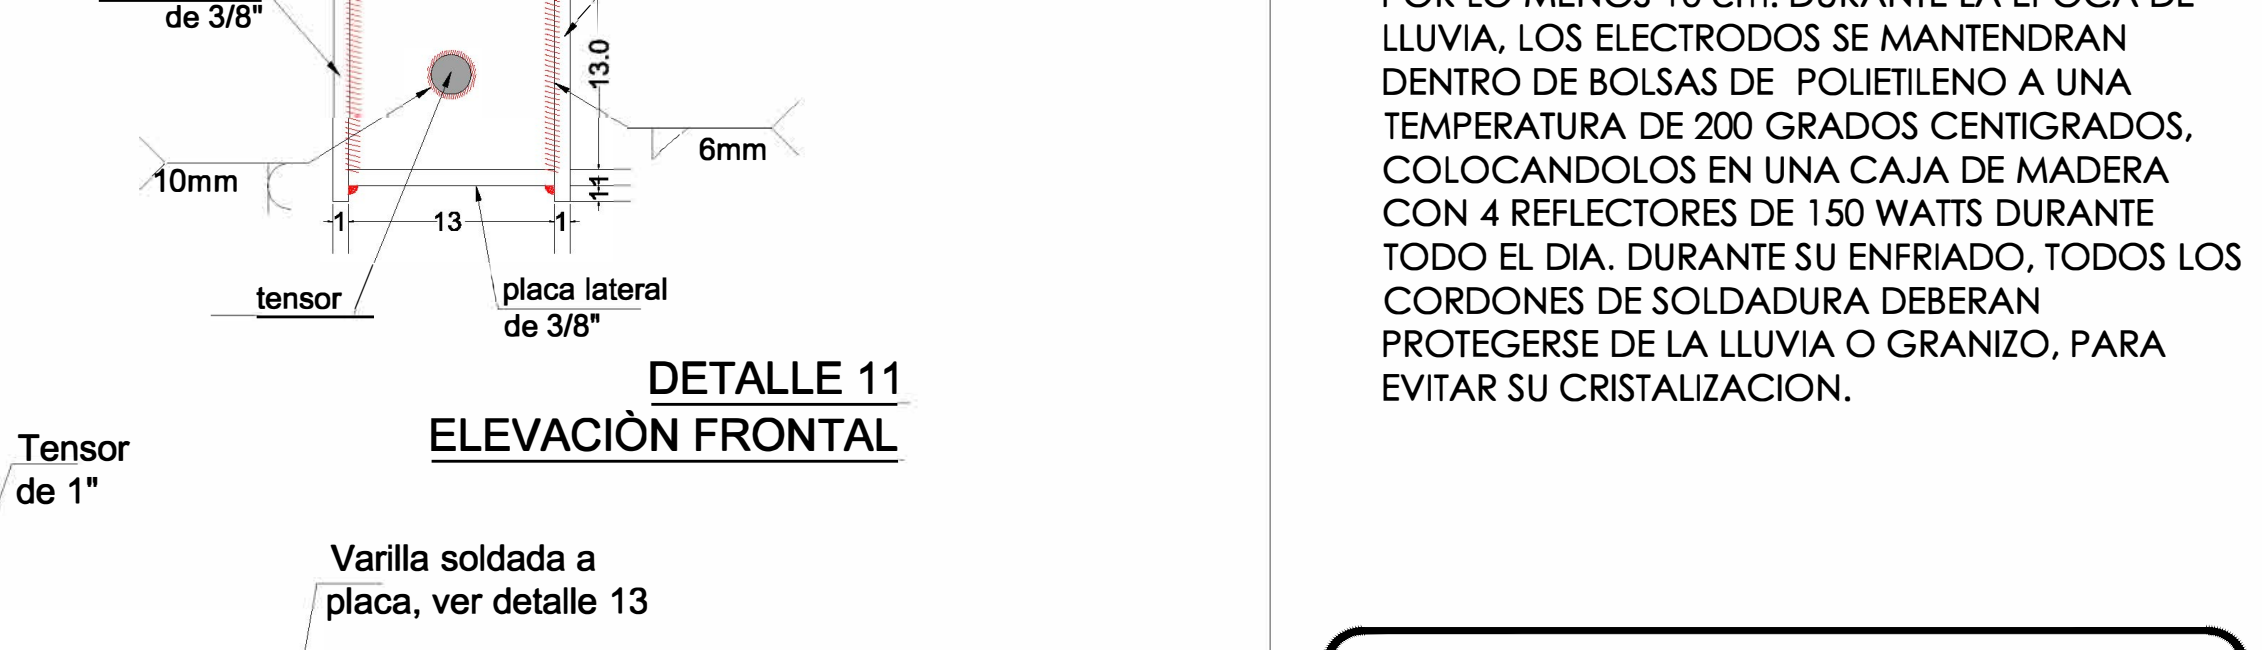 de 3/8"
13.0
6mm
10mm
1
13
1
11
tensor
placa lateral
de 3/8"
DETALLE 11
ELEVACIÒN FRONTAL
Tensor
de 1"
Varilla soldada a
placa, ver detalle 13
LLUVIA, LOS ELECTRODOS SE MANTENDRAN
DENTRO DE BOLSAS DE POLIETILENO A UNA
TEMPERATURA DE 200 GRADOS CENTIGRADOS,
COLOCANDOLOS EN UNA CAJA DE MADERA
CON 4 REFLECTORES DE 150 WATTS DURANTE
TODO EL DIA. DURANTE SU ENFRIADO, TODOS LOS
CORDONES DE SOLDADURA DEBERAN
PROTEGERSE DE LA LLUVIA O GRANIZO, PARA
EVITAR SU CRISTALIZACION.